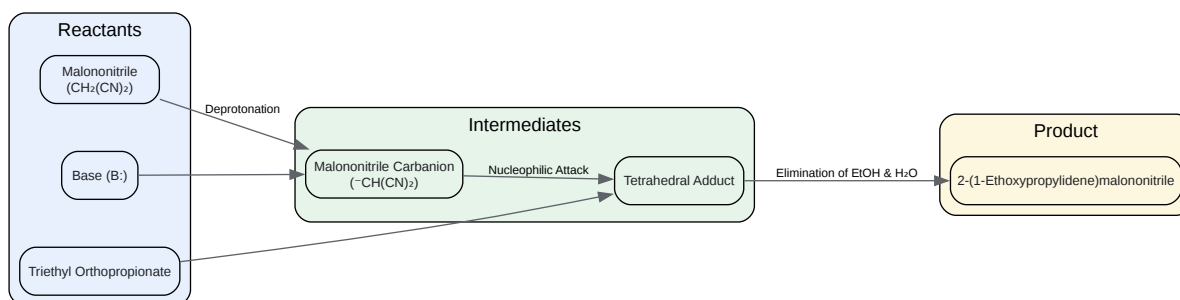 Reactants
Malononitrile
(CH₂(CN)₂)
Base (B:)
Triethyl Orthopropionate
Deprotonation
Intermediates
Malononitrile Carbanion
(⁻CH(CN)₂)
Nucleophilic Attack
Tetrahedral Adduct
Elimination of EtOH & H₂O
Product
2-(1-Ethoxypropylidene)malononitrile